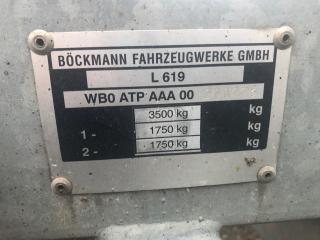 BÖCKMANN FAHRZEUGWERKE GMBH
L 619
WB0 ATP AAA 00
3500 kg kg
1 - 1750 kg kg
2 - 1750 kg kg